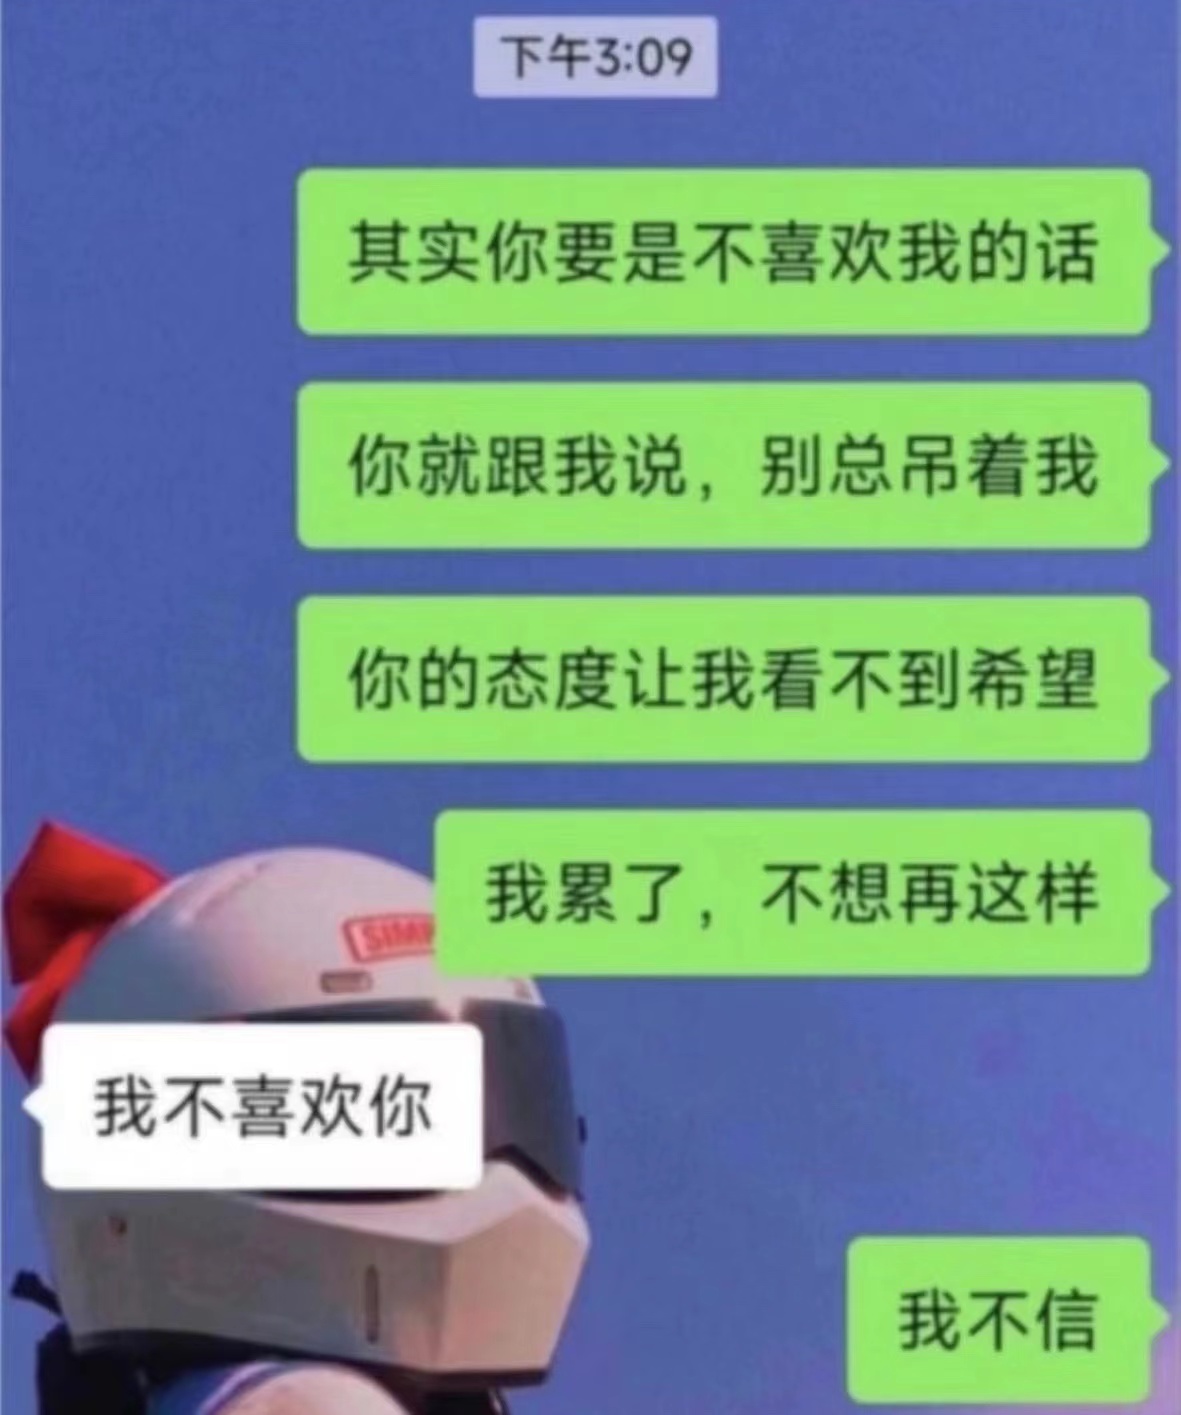 下午3:09
其实你要是不喜欢我的话
你就跟我说，别总吊着我
你的态度让我看不到希望
我累了，不想再这样
我不喜欢你
我不信